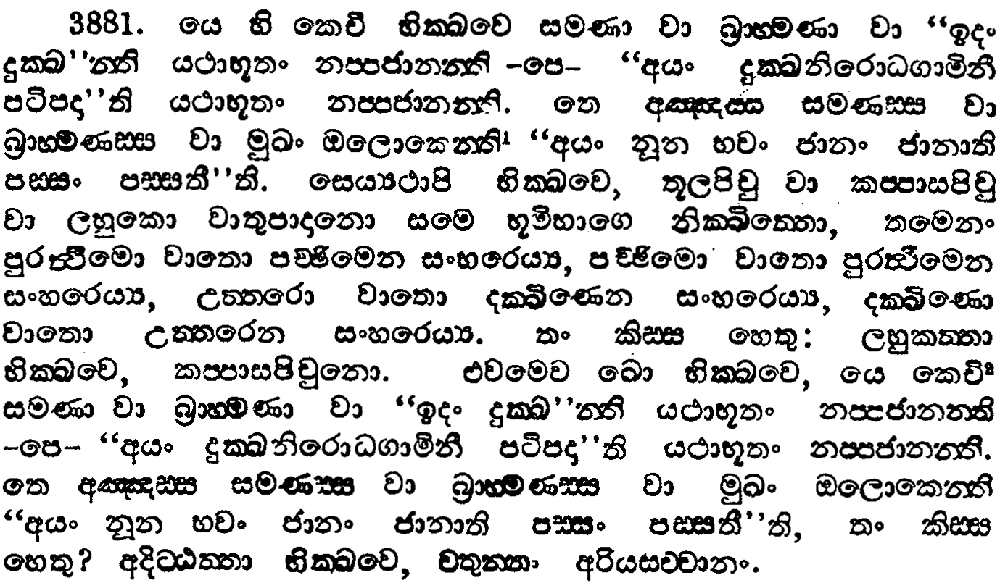 3881. යෙ හි කෙචි භික්ඛවෙ සමණා වා බ්‍රාහ්මණා වා “ඉදං
දුක්ඛ”න්ති යථාභූතං නප්පජානන්ති -පෙ- “අයං දුක්ඛනිරොධගාමිනී
පටිපදා”ති යථාභූතං නප්පජානන්ති. තෙ අඤ්ඤස්ස සමණස්ස වා
බ්‍රාහ්මණස්ස වා මුඛං ඔලොකෙන්ති¹ “අයං නූන භවං ජානං ජානාති
පස්සං පස්සතී”ති. සෙය්‍යථාපි භික්ඛවෙ, තූලපිචු වා කප්පාසපිචු
වා ලහුකො වාතුපාදානො සමෙ භූමිභාගෙ නික්ඛිත්තො, තමෙනං
පුරත්ථිමො වාතො පච්ඡිමෙන සංහරෙය්‍ය, පච්ඡිමො වාතො පුරත්ථිමෙන
සංහරෙය්‍ය, උත්තරො වාතො දක්ඛිණෙන සංහරෙය්‍ය, දක්ඛිණො
වාතො උත්තරෙන සංහරෙය්‍ය. තං කිස්ස හෙතු: ලහුකත්තා
භික්ඛවෙ, කප්පාසපිචුනො. එවමෙව ඛො භික්ඛවෙ, යෙ කෙචි²
සමණා වා බ්‍රාහ්මණා වා “ඉදං දුක්ඛ”න්ති යථාභූතං නප්පජානන්ති
-පෙ- “අයං දුක්ඛනිරොධගාමිනී පටිපදා”ති යථාභූතං නප්පජානන්ති.
තෙ අඤ්ඤස්ස සමණස්ස වා බ්‍රාහ්මණස්ස වා මුඛං ඔලොකෙන්ති
“අයං නූන භවං ජානං ජානාති පස්සං පස්සතී”ති, තං කිස්ස
හෙතු? අදිට්ඨත්තා භික්ඛවෙ, චතුන්නං අරියසච්චානං.